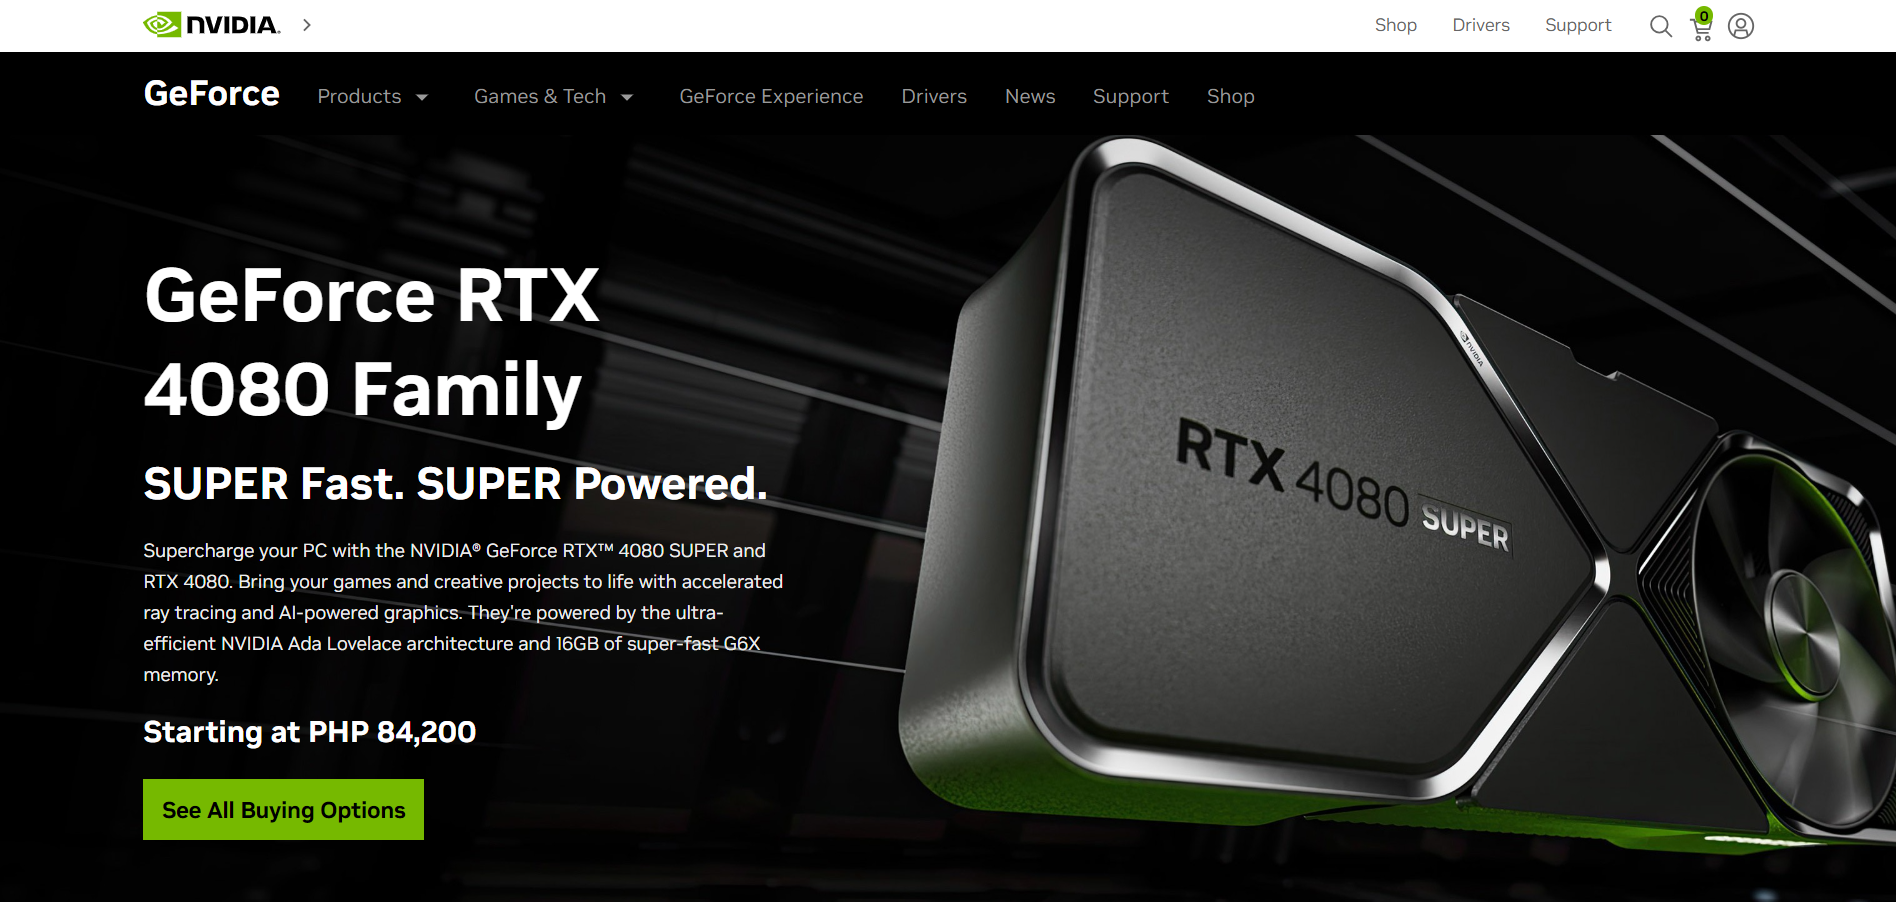 NVIDIA
Shop Drivers Support 0
GeForce Products Games & Tech GeForce Experience Drivers News Support Shop
GeForce RTX
4080 Family
SUPER Fast. SUPER Powered.
Supercharge your PC with the NVIDIA® GeForce RTX™ 4080 SUPER and
RTX 4080. Bring your games and creative projects to life with accelerated
ray tracing and AI-powered graphics. They're powered by the ultra-
efficient NVIDIA Ada Lovelace architecture and 16GB of super-fast G6X
memory.
Starting at PHP 84,200
See All Buying Options
NVIDIA
RTX 4080 SUPER